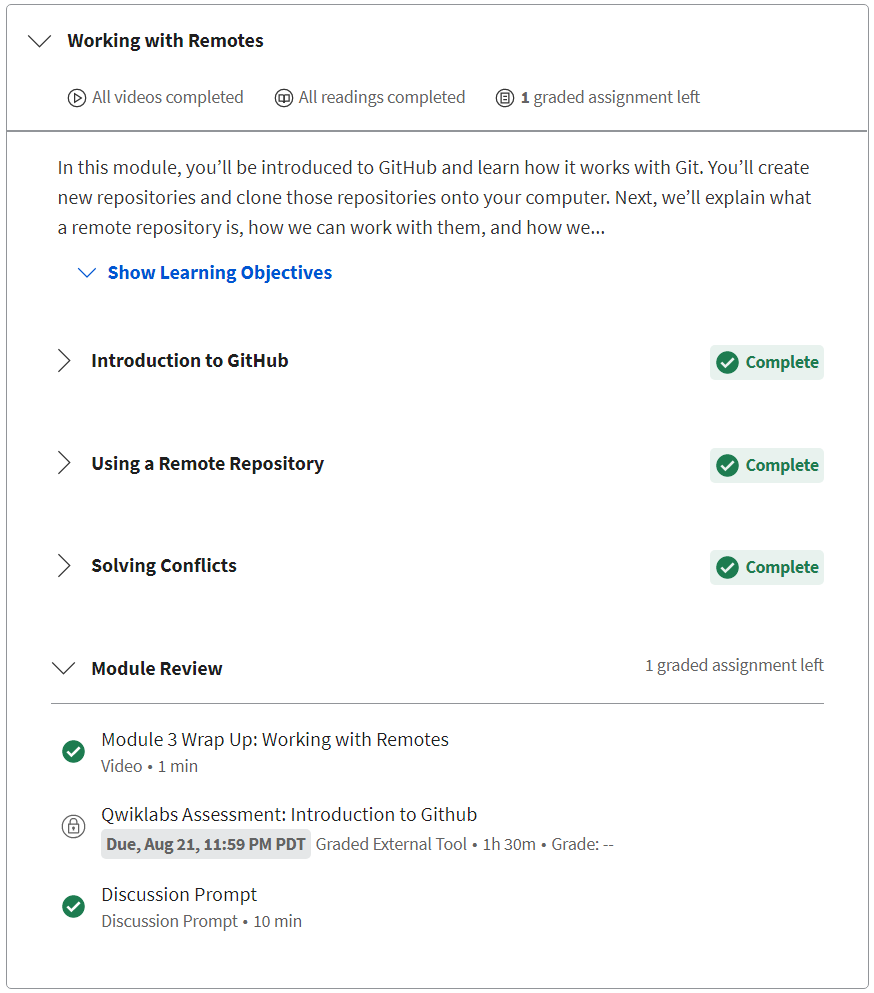 Working with Remotes
All videos completed All readings completed 1 graded assignment left
In this module, you’ll be introduced to GitHub and learn how it works with Git. You’ll create
new repositories and clone those repositories onto your computer. Next, we’ll explain what
a remote repository is, how we can work with them, and how we...
Show Learning Objectives
Introduction to GitHub Complete
Using a Remote Repository Complete
Solving Conflicts Complete
Module Review 1 graded assignment left
Module 3 Wrap Up: Working with Remotes
Video • 1 min
Qwiklabs Assessment: Introduction to Github
Due, Aug 21, 11:59 PM PDT Graded External Tool • 1h 30m • Grade: --
Discussion Prompt
Discussion Prompt • 10 min